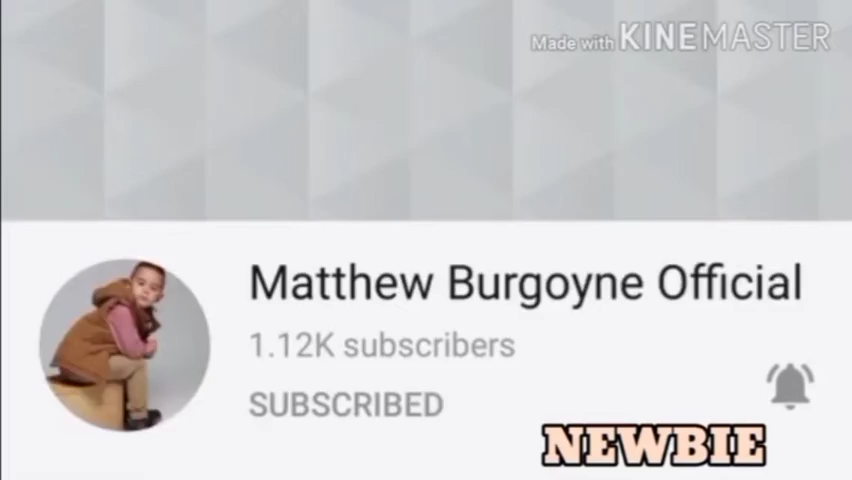 Made with KINEMASTER
Matthew Burgoyne Official
1.12K subscribers
SUBSCRIBED
NEWBIE